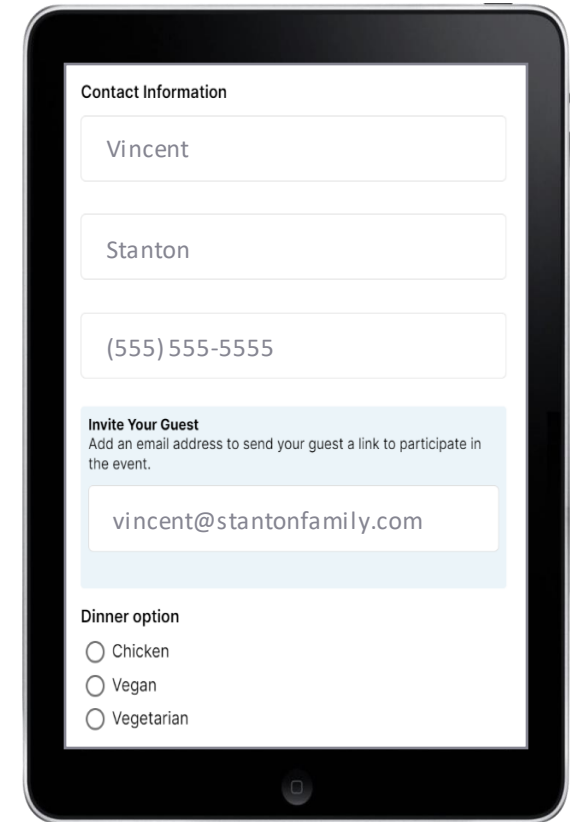 Contact Information
Vincent
Stanton
(555) 555-5555
Invite Your Guest
Add an email address to send your guest a link to participate in
the event.
vincent@stantonfamily.com
Dinner option
Chicken
Vegan
Vegetarian